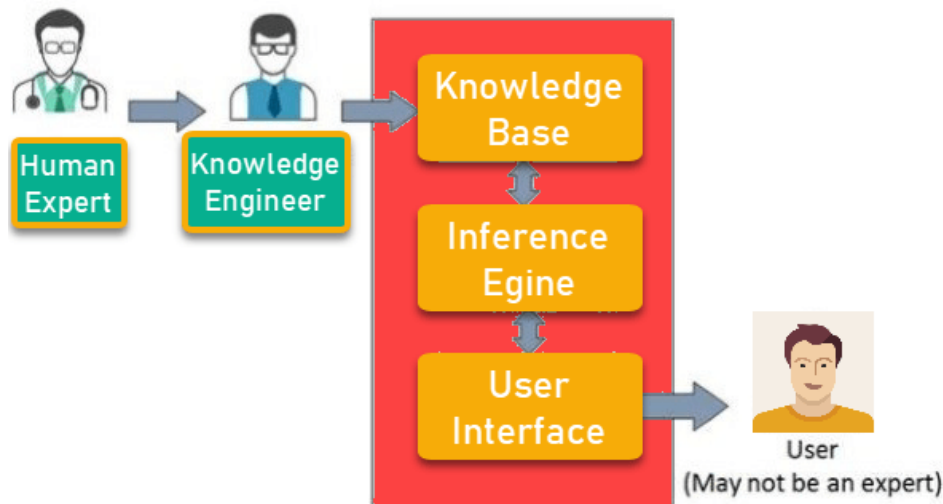 Human
Expert
Knowledge
Engineer
Knowledge
Base
Inference
Egine
User
Interface
User
(May not be an expert)